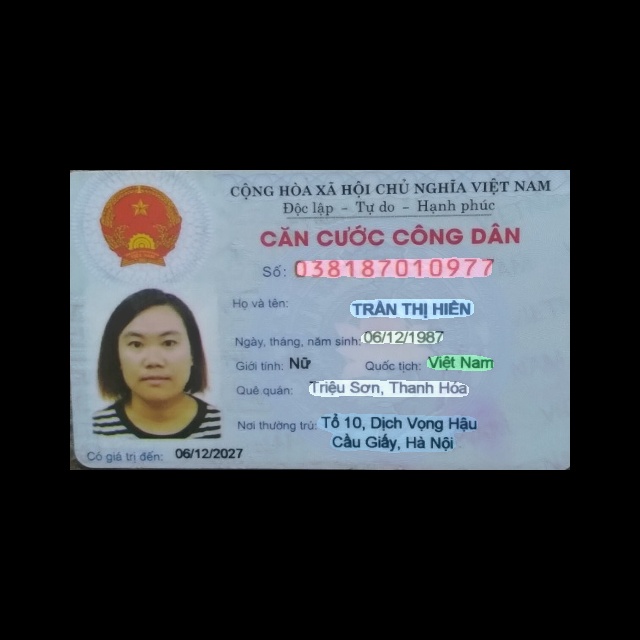 CỘNG HÒA XÃ HỘI CHỦ NGHĨA VIỆT NAM
Độc lập - Tự do - Hạnh phúc
CĂN CƯỚC CÔNG DÂN
Số: 038187010977
Họ và tên: TRẦN THỊ HIỀN
Ngày, tháng, năm sinh: 06/12/1987
Giới tính: Nữ Quốc tịch: Việt Nam
Quê quán: Triệu Sơn, Thanh Hóa
Nơi thường trú: Tổ 10, Dịch Vọng Hậu
Cầu Giấy, Hà Nội
Có giá trị đến: 06/12/2027